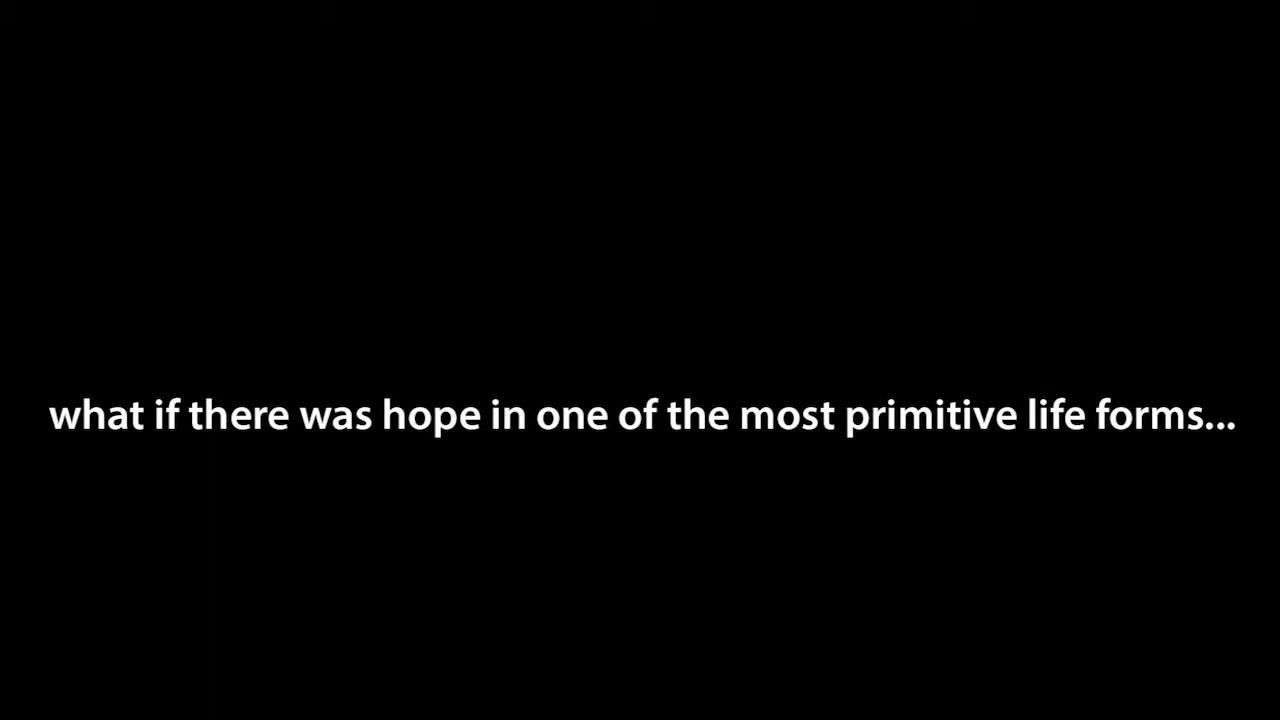 what if there was hope in one of the most primitive life forms...